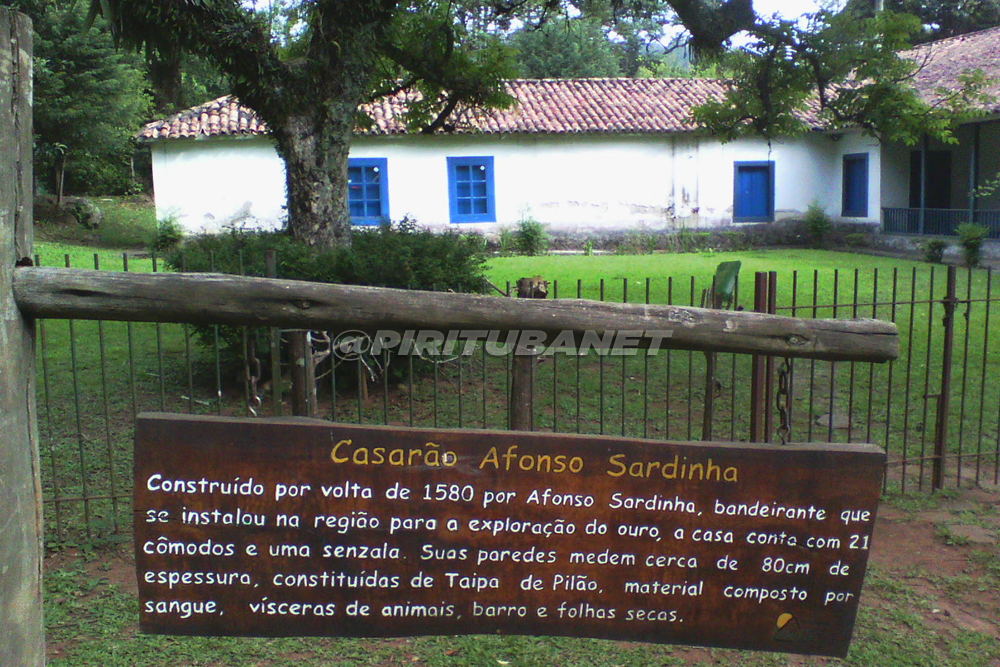 @PIRITUBANET
Casarão Afonso Sardinha
Construído por volta de 1580 por Afonso Sardinha, bandeirante que
se instalou na região para a exploração do ouro, a casa conta com 21
cômodos e uma senzala. Suas paredes medem cerca de 80cm de
espessura, constituídas de Taipa de Pilão, material composto por
sangue, vísceras de animais, barro e folhas secas.